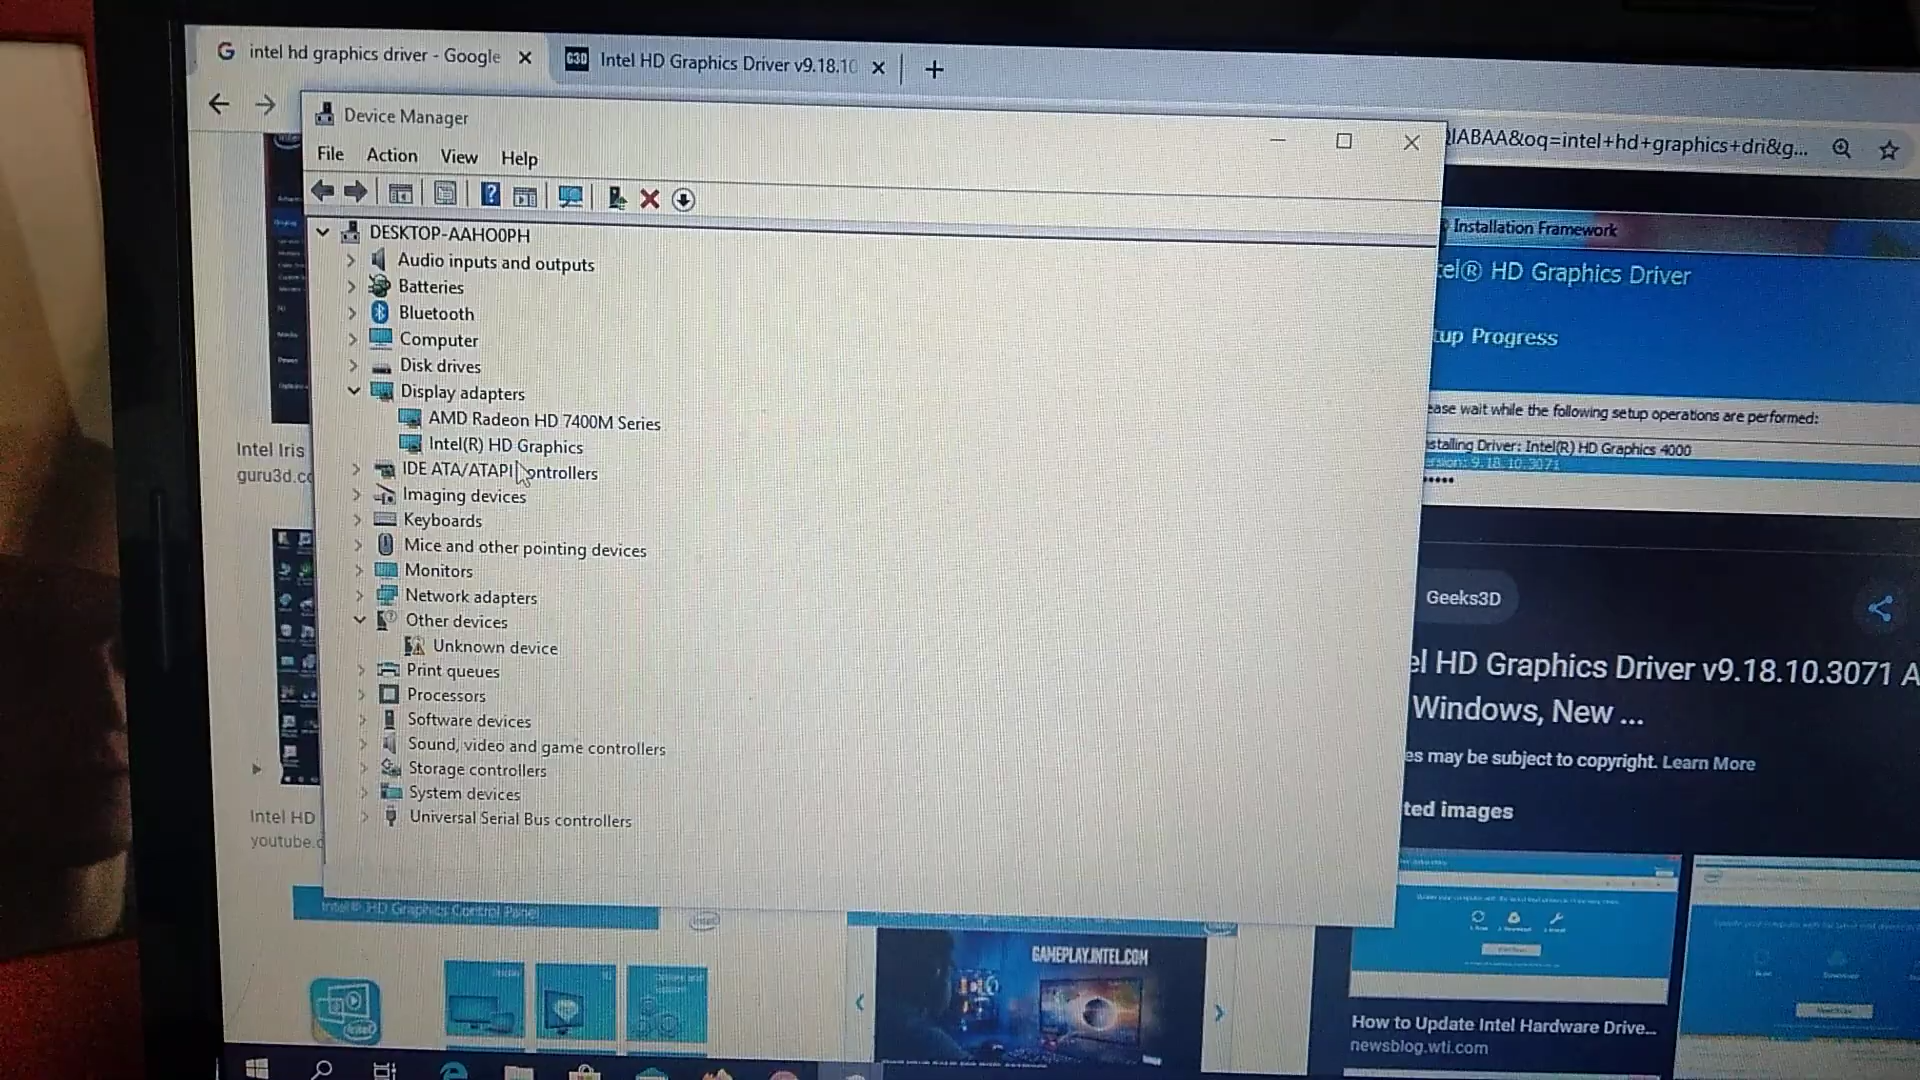 intel hd graphics driver - Google
G3D Intel HD Graphics Driver v9.18.10
Device Manager
IABAA&oq=intel+hd+graphics+dri&g...
File Action View Help
DESKTOP-AAHO0PH
Audio inputs and outputs
Batteries
Bluetooth
Computer
Disk drives
Display adapters
AMD Radeon HD 7400M Series
Intel(R) HD Graphics
IDE ATA/ATAPI Controllers
Imaging devices
Keyboards
Mice and other pointing devices
Monitors
Network adapters
Other devices
Unknown device
Print queues
Processors
Software devices
Sound, video and game controllers
Storage controllers
System devices
Universal Serial Bus controllers
Installation Framework
tel® HD Graphics Driver
tup Progress
ease wait while the following setup operations are performed:
stalling Driver: Intel(R) HD Graphics 4000
ersion: 9.18.10.3071
Geeks3D
el HD Graphics Driver v9.18.10.3071 A
Windows, New ...
es may be subject to copyright. Learn More
ted images
Intel Iris
guru3d.co
Intel HD
youtube.c
Intel® HD Graphics Control Panel
intel
GAMEPLAY.INTEL.COM
How to Update Intel Hardware Drive...
newsblog.wti.com